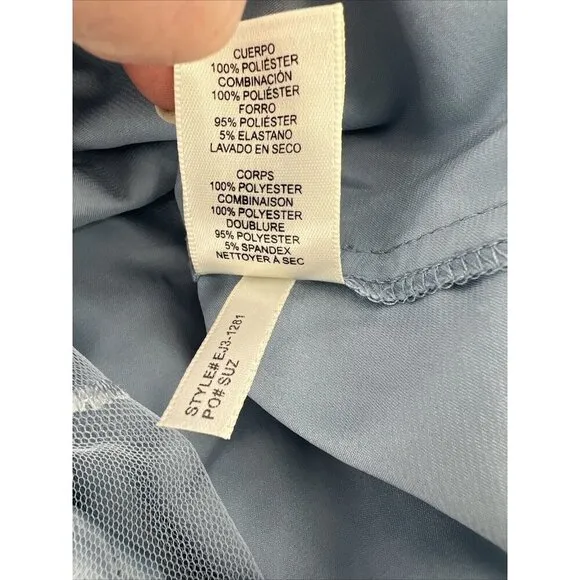 CUERPO
100% POLIÉSTER
COMBINACIÓN
100% POLIÉSTER
FORRO
95% POLIÉSTER
5% ELASTANO
LAVADO EN SECO
CORPS
100% POLYESTER
COMBINAISON
100% POLYESTER
DOUBLURE
95% POLYESTER
5% SPANDEX
NETTOYER À SEC
STYLE# EJ3-1281
PO# SUZ